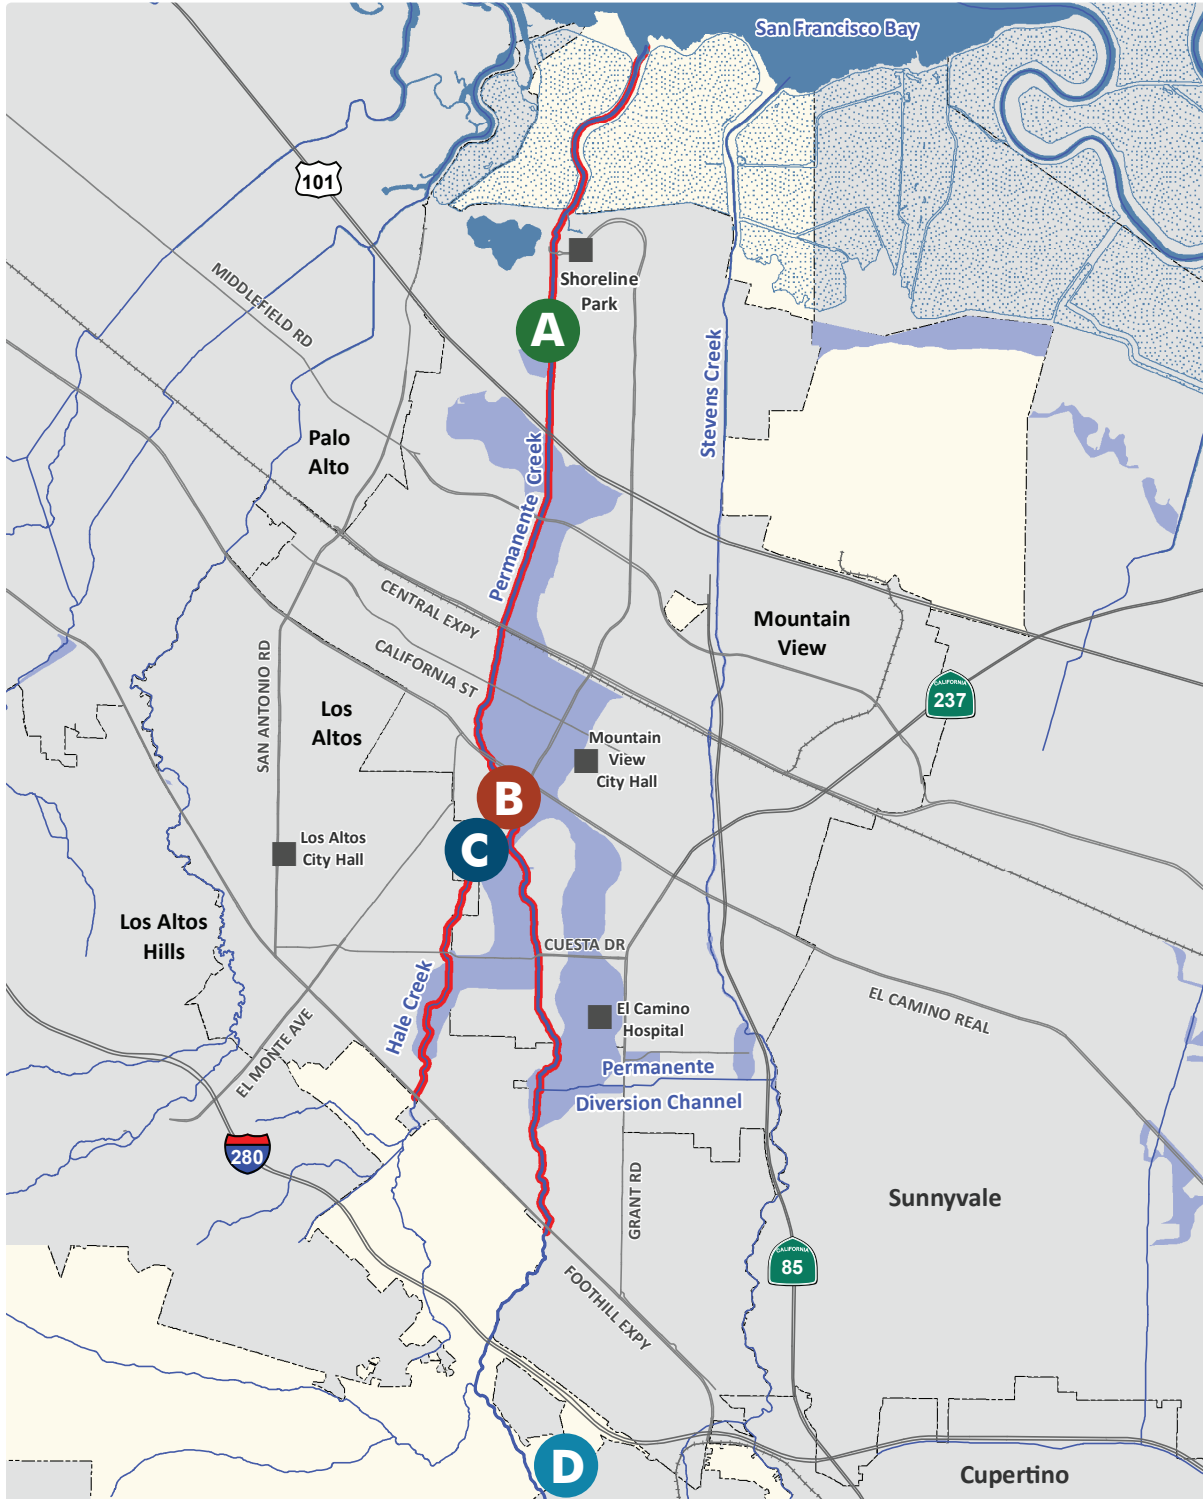 San Francisco Bay
101
Shoreline
Park
MIDDLEFIELD RD
A
Stevens Creek
Palo
Alto
Permanente Creek
CENTRAL EXPY
Mountain
View
CALIFORNIA ST
SAN ANTONIO RD
CALIFORNIA
237
Los
Altos
Mountain
View
City Hall
B
C
Los Altos
City Hall
Los Altos
Hills
CUESTA DR
Hale Creek
EL CAMINO REAL
El Camino
Hospital
EL MONTE AVE
Permanente
Diversion Channel
280
GRANT RD
Sunnyvale
CALIFORNIA
85
FOOTHILL EXPY
D
Cupertino